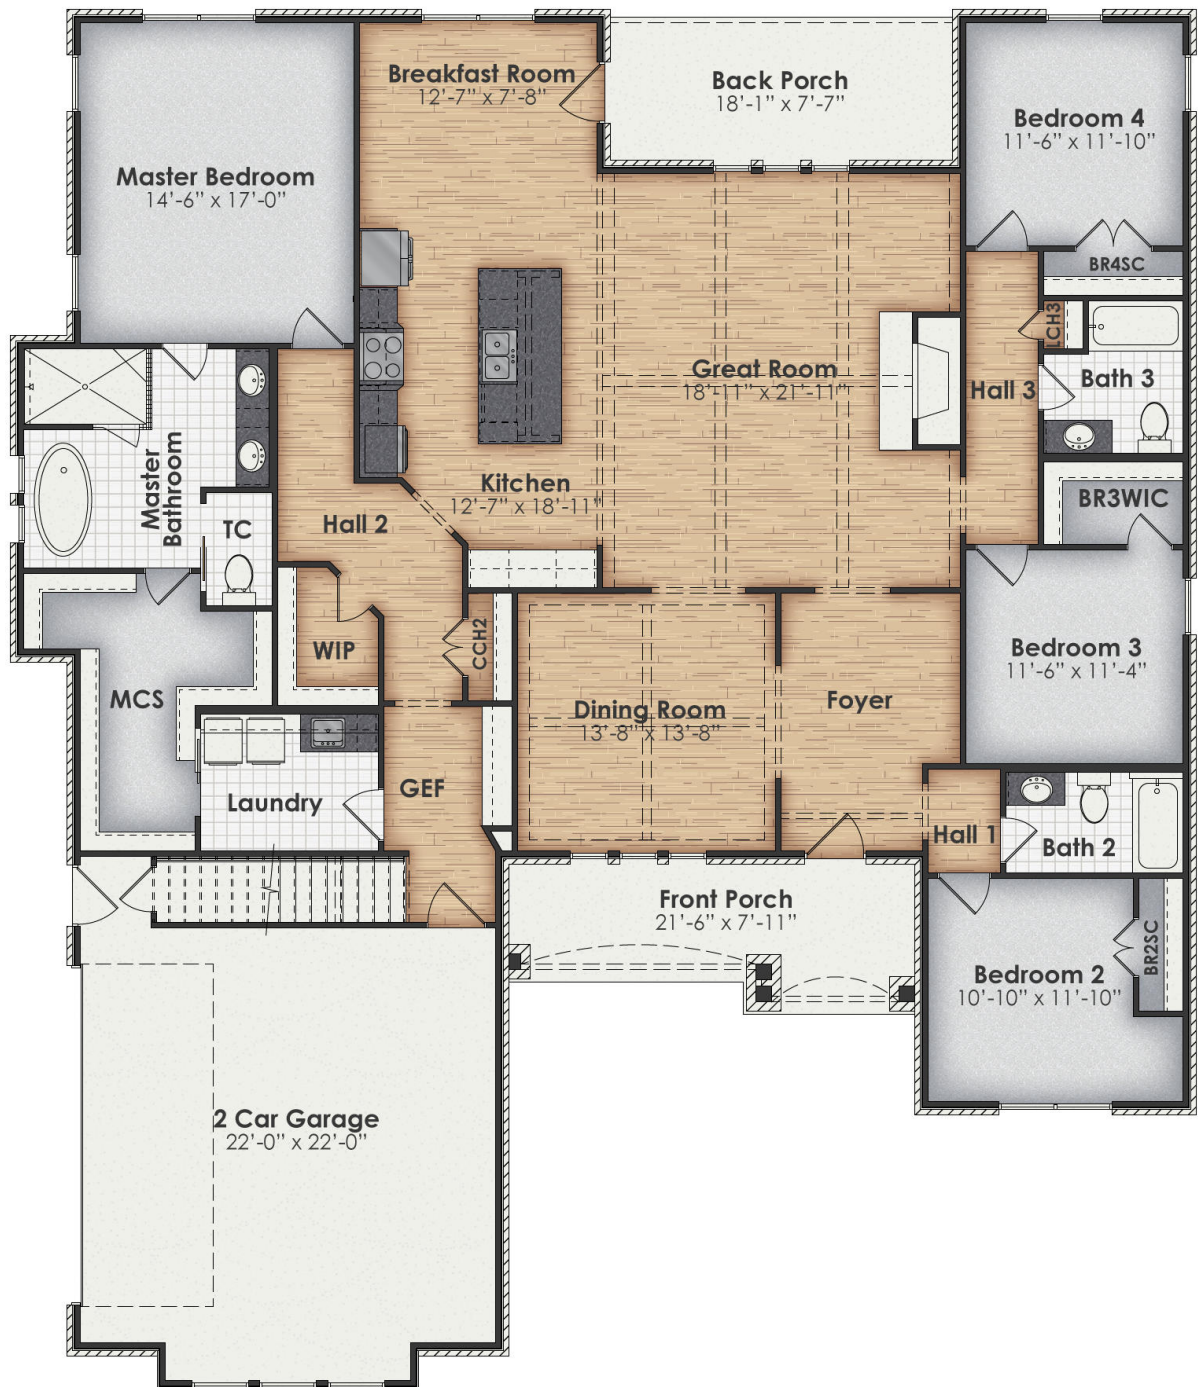 Breakfast Room
12’-7” x 7’-8”
Back Porch
18’-1” x 7’-7”
Bedroom 4
11’-6” x 11’-10”
Master Bedroom
14’-6” x 17’-0”
BR4SC
LCH3
Great Room
18’-11” x 21’-11”
Hall 3
Bath 3
Master
Bathroom
Kitchen
12’-7” x 18’-11”
BR3WIC
TC
Hall 2
WIP
CCH2
Bedroom 3
11’-6” x 11’-4”
MCS
Dining Room
13’-8” x 13’-8”
Foyer
Laundry
GEF
Hall 1
Bath 2
Front Porch
21’-6” x 7’-11”
BR2SC
Bedroom 2
10’-10” x 11’-10”
2 Car Garage
22’-0” x 22’-0”